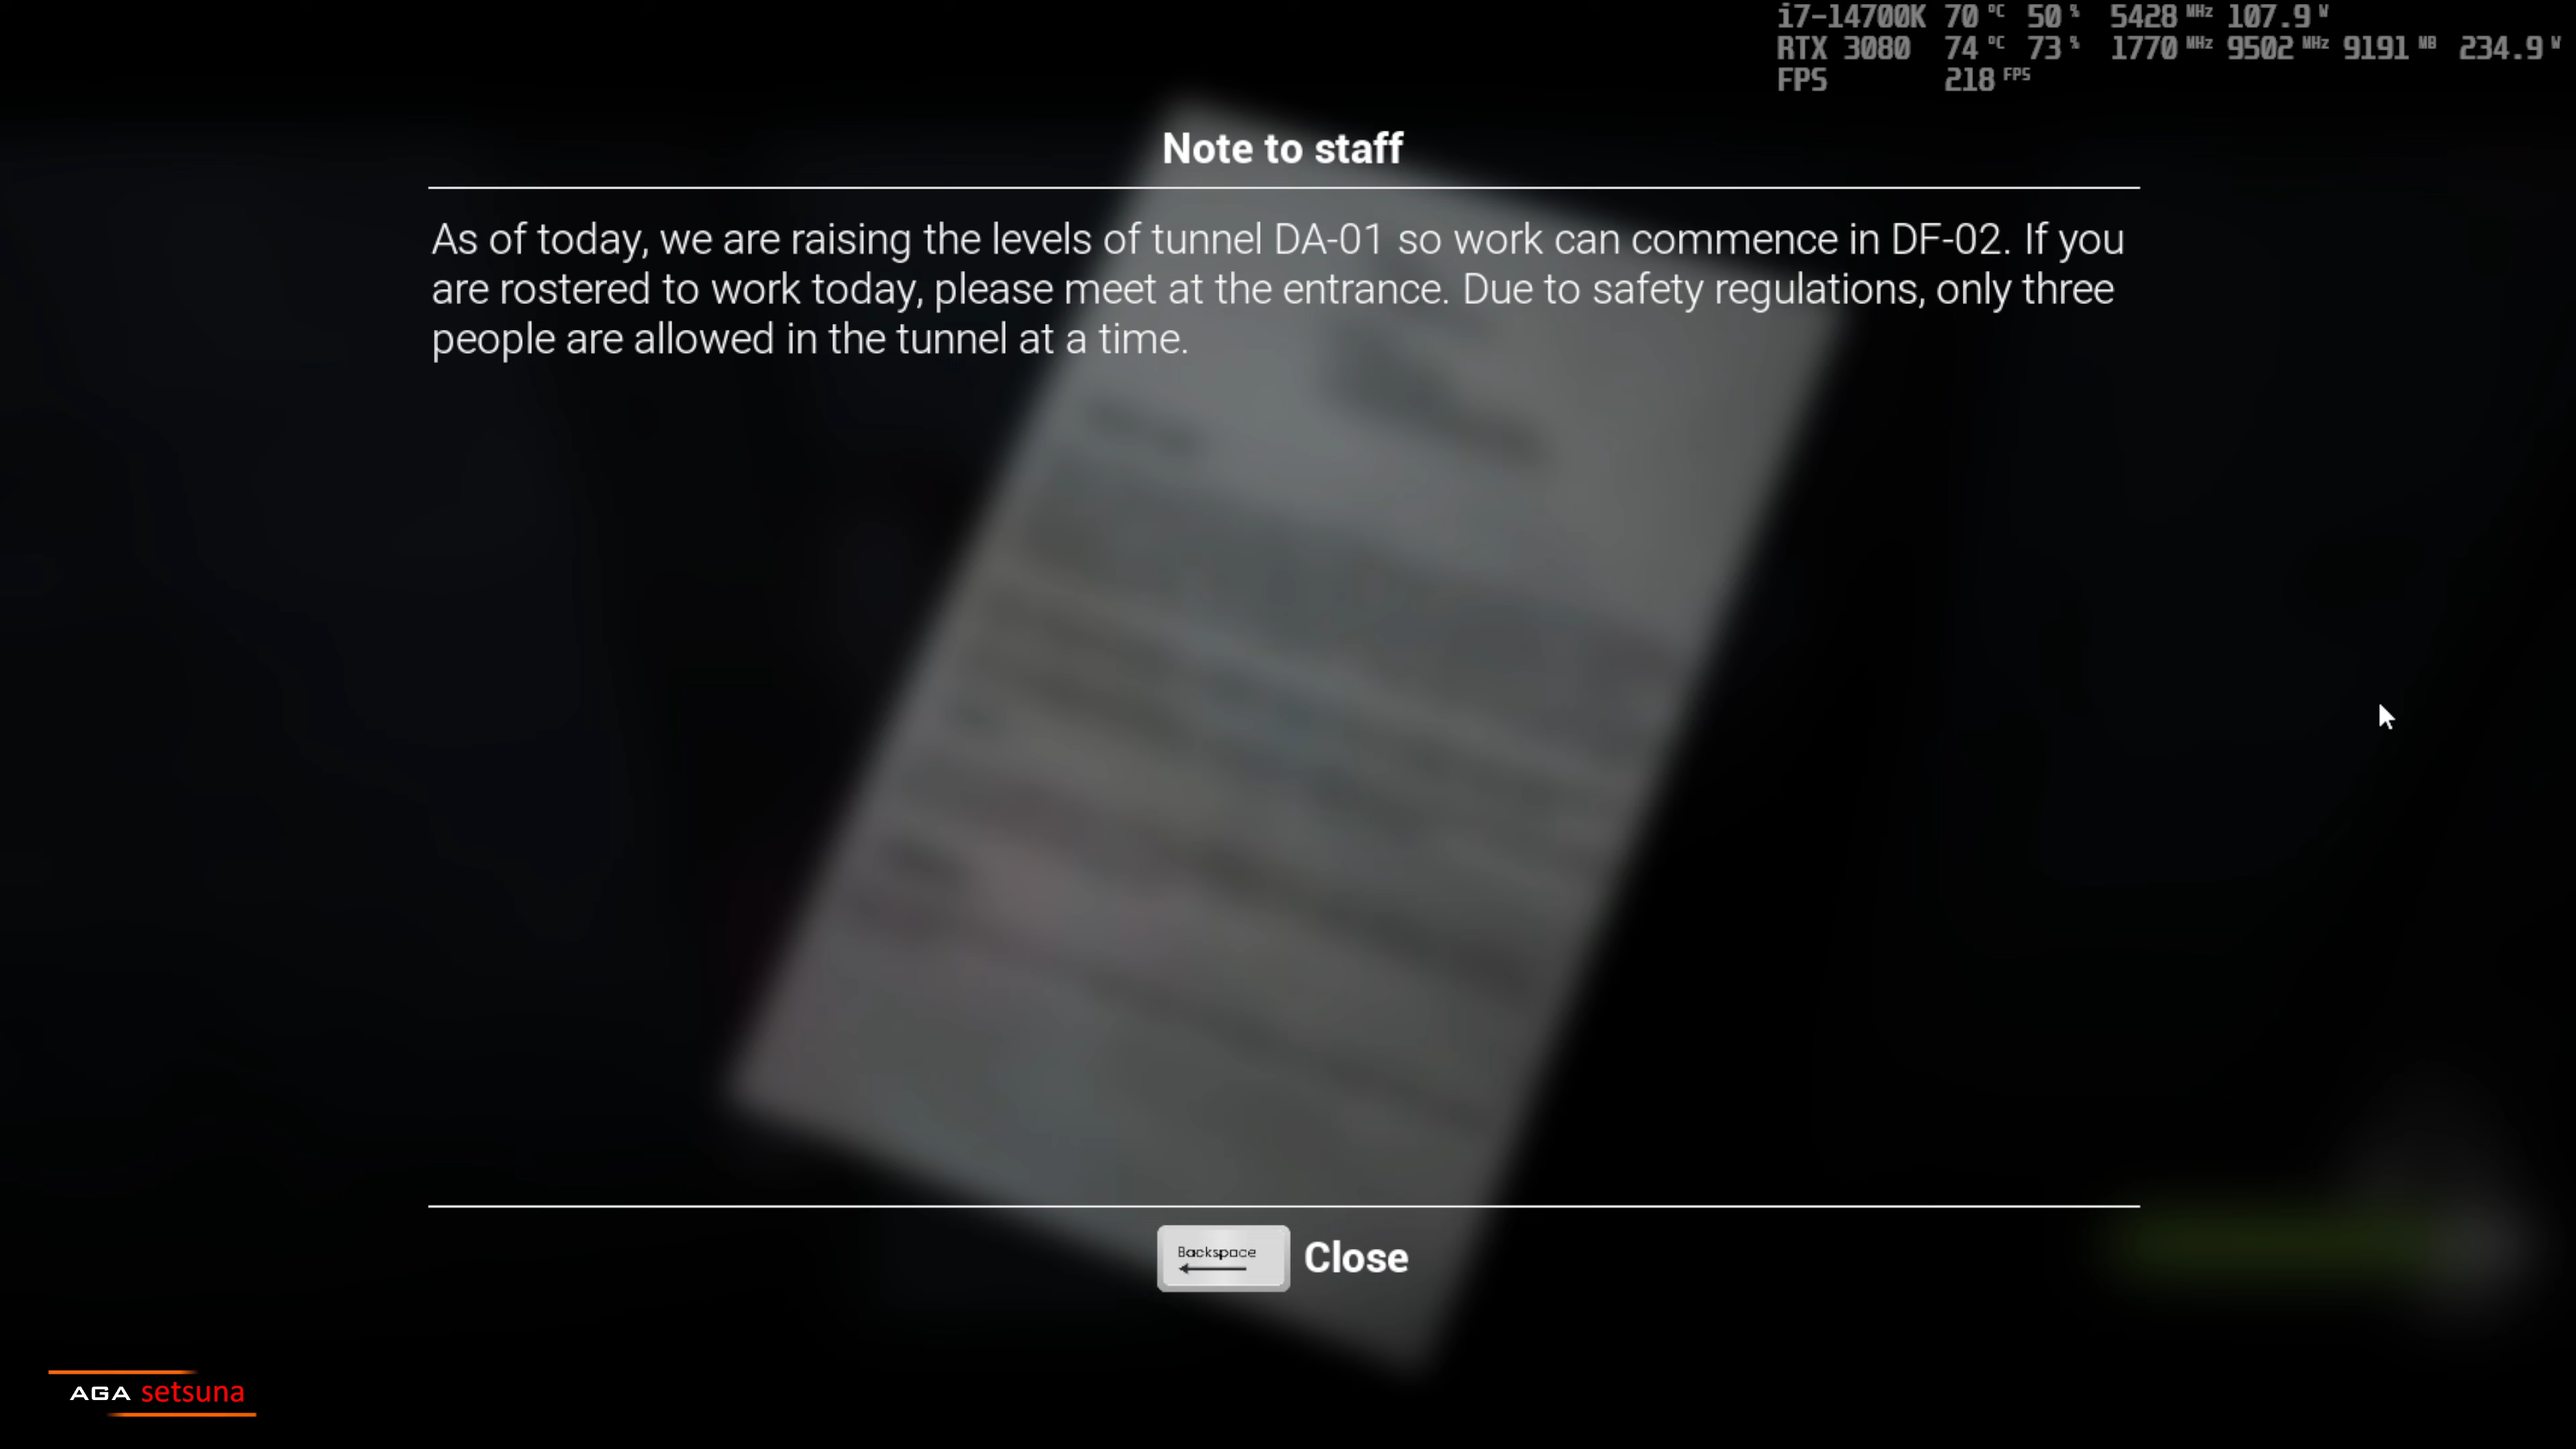 i7-14700K 70 °C 50 % 5428 MHz 107.9 W
RTX 3080 74 °C 73 % 1770 MHz 9502 MHz 9191 MB 234.9 W
FPS 218 FPS
Note to staff
As of today, we are raising the levels of tunnel DA-01 so work can commence in DF-02. If you
are rostered to work today, please meet at the entrance. Due to safety regulations, only three
people are allowed in the tunnel at a time.
Backspace
Close
AGA setsuna